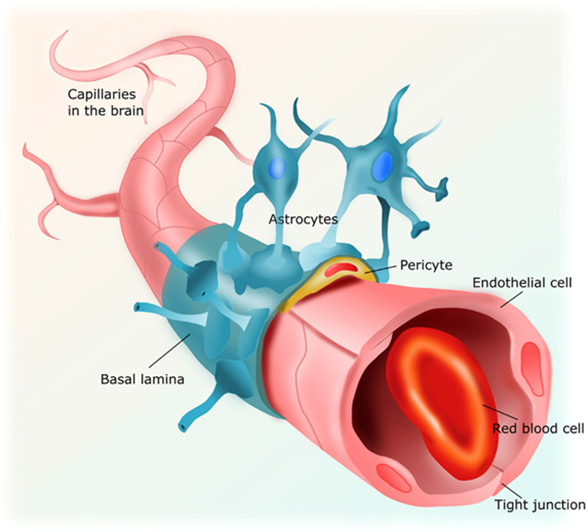 Capillaries
in the brain
Astrocytes
Pericyte
Endothelial cell
Basal lamina
Red blood cell
Tight junction